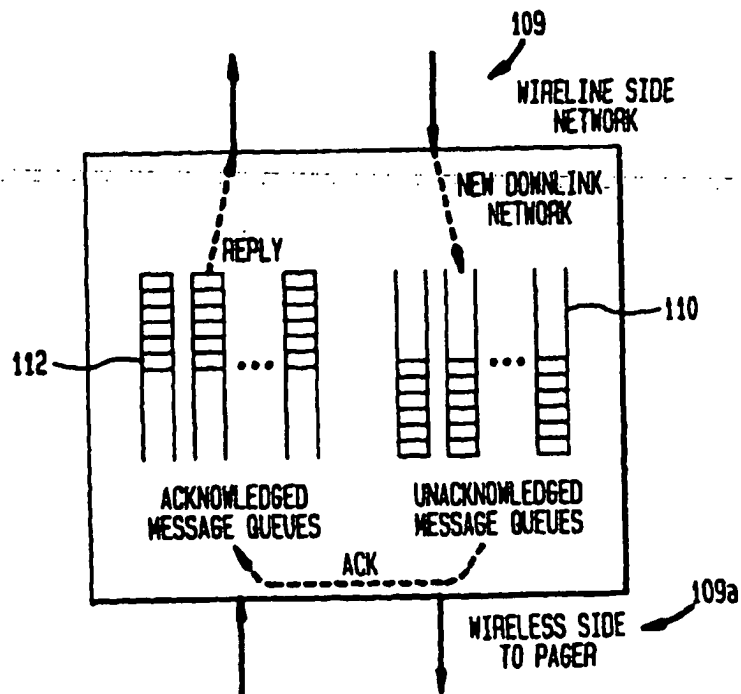 109
WIRELINE SIDE
NETWORK
NEW DOWNLINK
NETWORK
REPLY
110
112
ACKNOWLEDGED
MESSAGE QUEUES
UNACKNOWLEDGED
MESSAGE QUEUES
ACK
109a
WIRELESS SIDE
TO PAGER